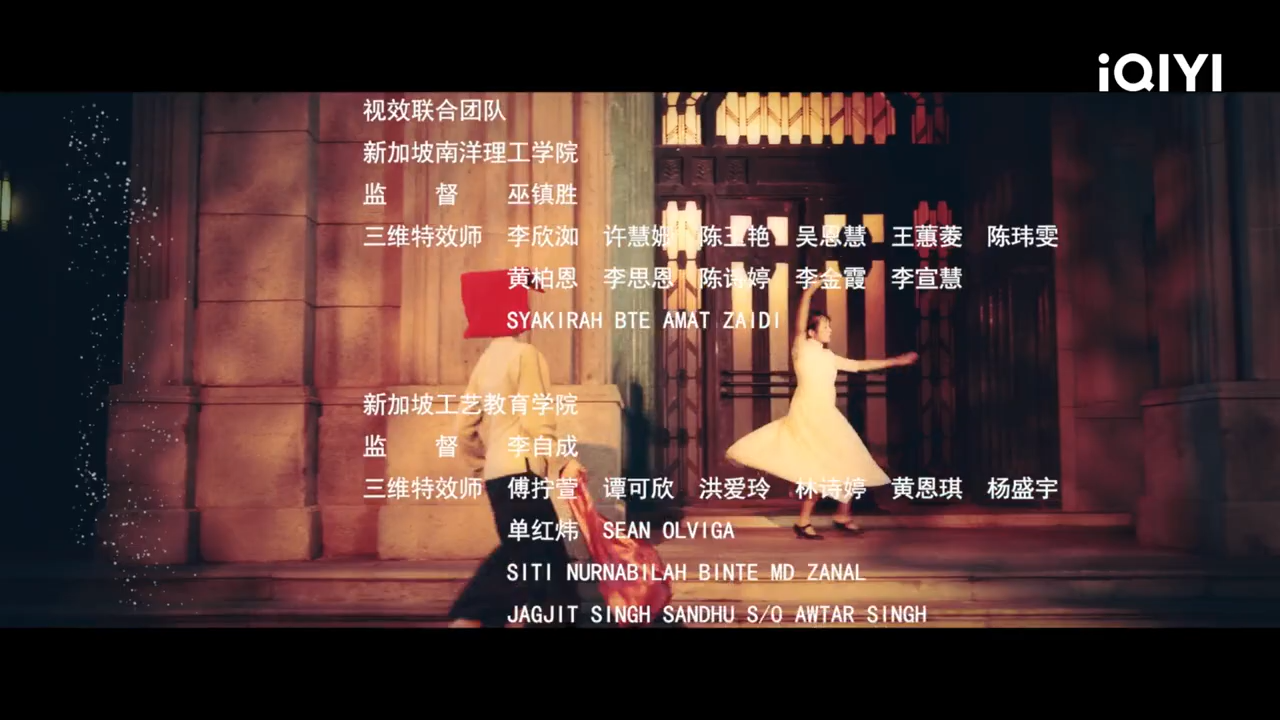 iQIYI
视效联合团队
新加坡南洋理工学院
监 督 巫镇胜
三维特效师 李欣洳 许慧姗 陈玉艳 吴恩慧 王蕙菱 陈玮雯
黄柏恩 李思恩 陈诗婷 李金霞 李宣慧
SYAKIRAH BTE AMAT ZAIDI
新加坡工艺教育学院
监 督 李自成
三维特效师 傅拧萱 谭可欣 洪爱玲 林诗婷 黄恩琪 杨盛宇
单红炜 SEAN OLVIGA
SITI NURNABILAH BINTE MD ZANAL
JAGJIT SINGH SANDHU S/O AWTAR SINGH